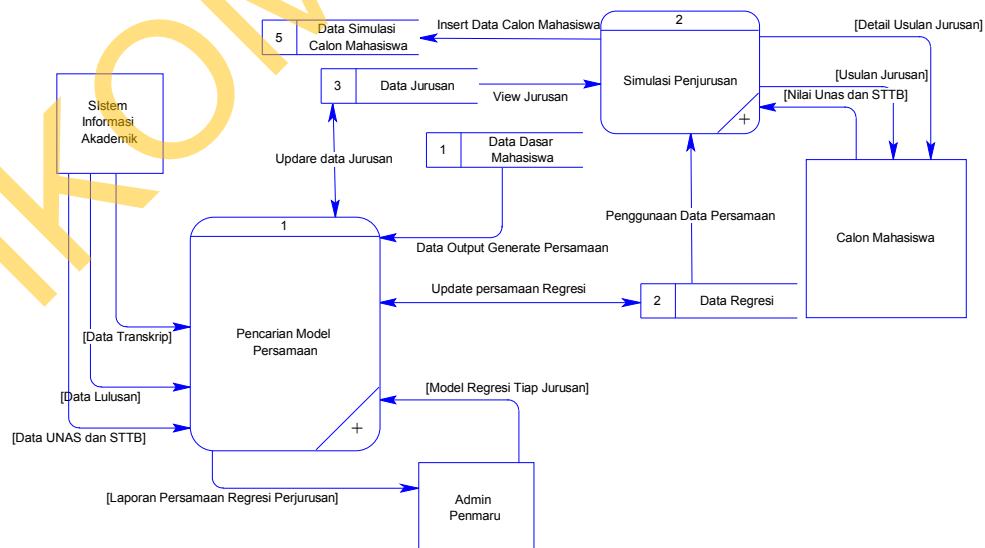 2
Simulasi Penjurusan
+
5
Data Simulasi
Calon Mahasiswa
Insert Data Calon Mahasiswa
[Detail Usulan Jurusan]
[Usulan Jurusan]
[Nilai Unas dan STTB]
3
Data Jurusan
View Jurusan
SIstem
Informasi
Akademik
Updare data Jurusan
1
Data Dasar
Mahasiswa
Penggunaan Data Persamaan
Calon Mahasiswa
1
Pencarian Model
Persamaan
+
Data Output Generate Persamaan
Update persamaan Regresi
2
Data Regresi
[Data Transkrip]
[Data Lulusan]
[Data UNAS dan STTB]
[Model Regresi Tiap Jurusan]
[Laporan Persamaan Regresi Perjurusan]
Admin
Penmaru
IKOM